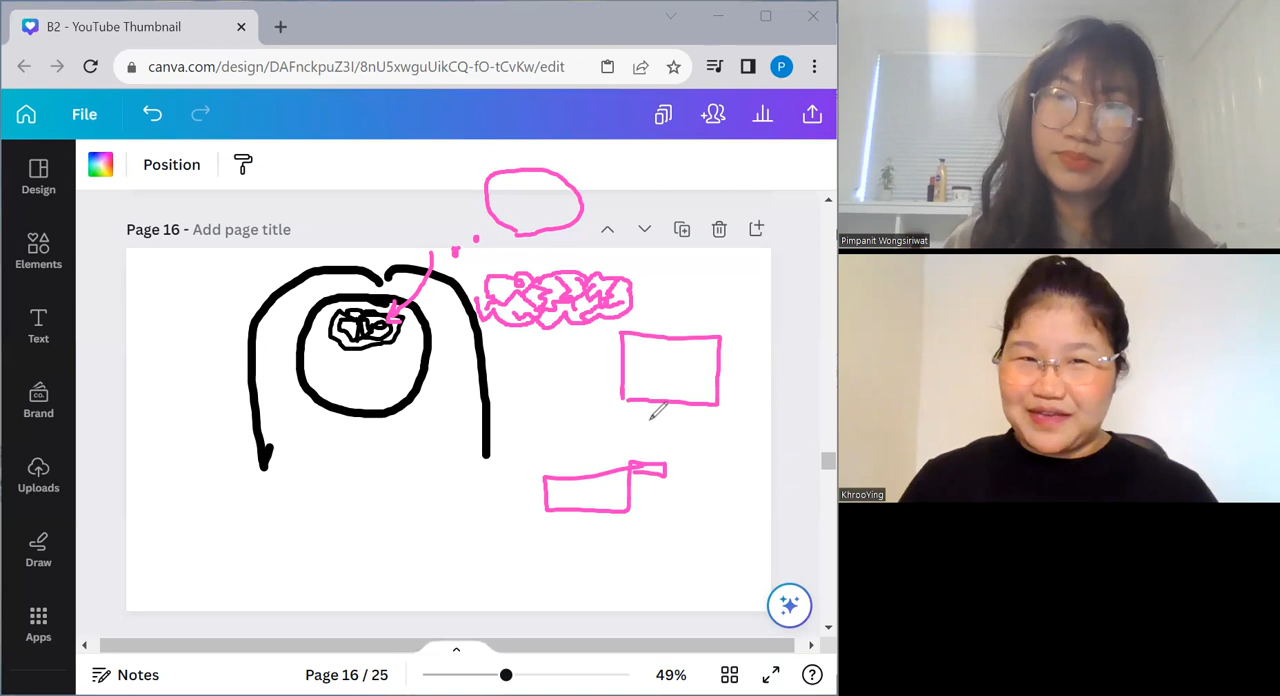 B2 - YouTube Thumbnail
canva.com/design/DAFnckpuZ3I/8nU5xwguUikCQ-fO-tCvKw/edit
P
File
Position
Design
Elements
Text
Brand
Uploads
Draw
Apps
Page 16 - Add page title
Notes
Page 16 / 25
49%
Pimpanit Wongsiriwat
KhrooYing